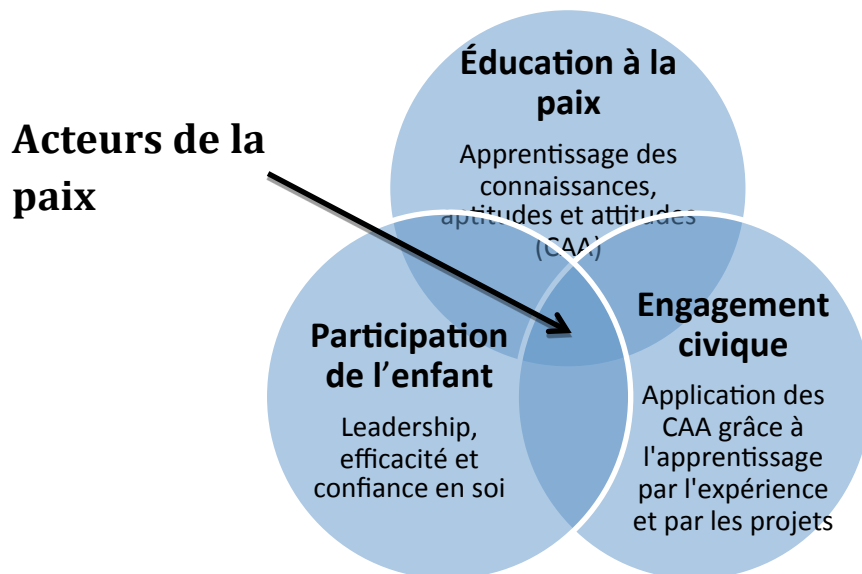 Éducation à la
paix
Apprentissage des
connaissances,
aptitudes et attitudes
(CAA)
Acteurs de la
paix
Participation
de l’enfant
Leadership,
efficacité et
confiance en soi
Engagement
civique
Application des
CAA grâce à
l'apprentissage
par l'expérience
et par les projets